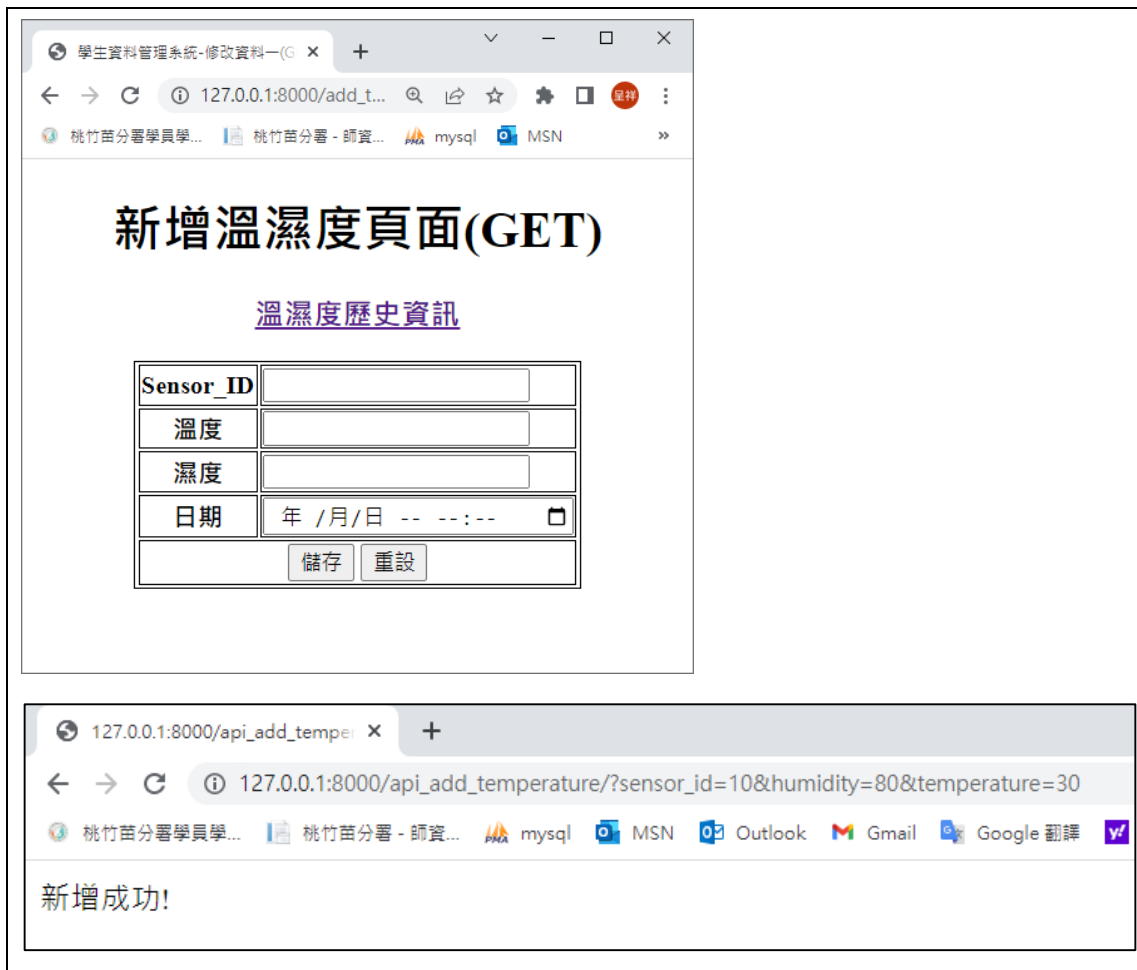 學生資料管理系統-修改資料一(G
127.0.0.1:8000/add_t...
呈祥
桃竹苗分署學員學... 桃竹苗分署 - 師資... mysql MSN »
新增溫濕度頁面(GET)
溫濕度歷史資訊
Sensor_ID
溫度
濕度
日期 年 /月/日 -- --:--
儲存 重設
127.0.0.1:8000/api_add_temper
127.0.0.1:8000/api_add_temperature/?sensor_id=10&humidity=80&temperature=30
桃竹苗分署學員學... 桃竹苗分署 - 師資... mysql MSN Outlook Gmail Google 翻譯
新增成功!